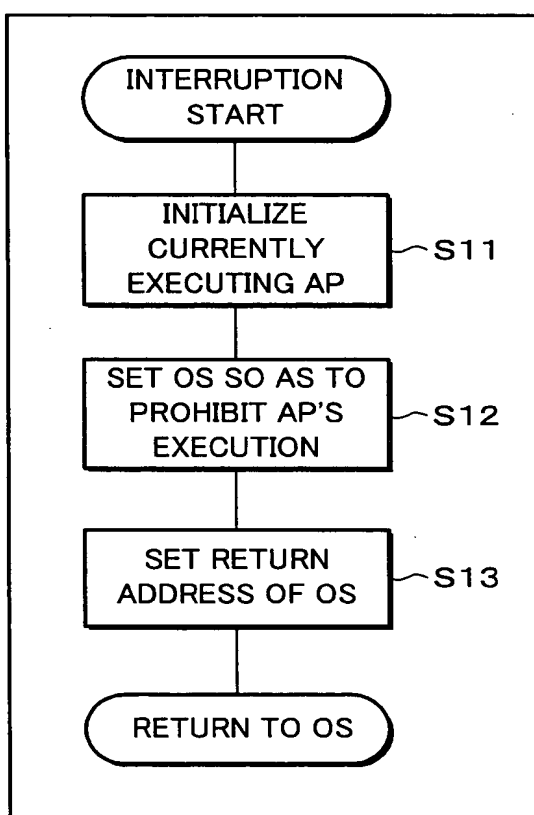 INTERRUPTION
START
INITIALIZE
CURRENTLY
EXECUTING AP
S11
SET OS SO AS TO
PROHIBIT AP'S
EXECUTION
S12
SET RETURN
ADDRESS OF OS
S13
RETURN TO OS